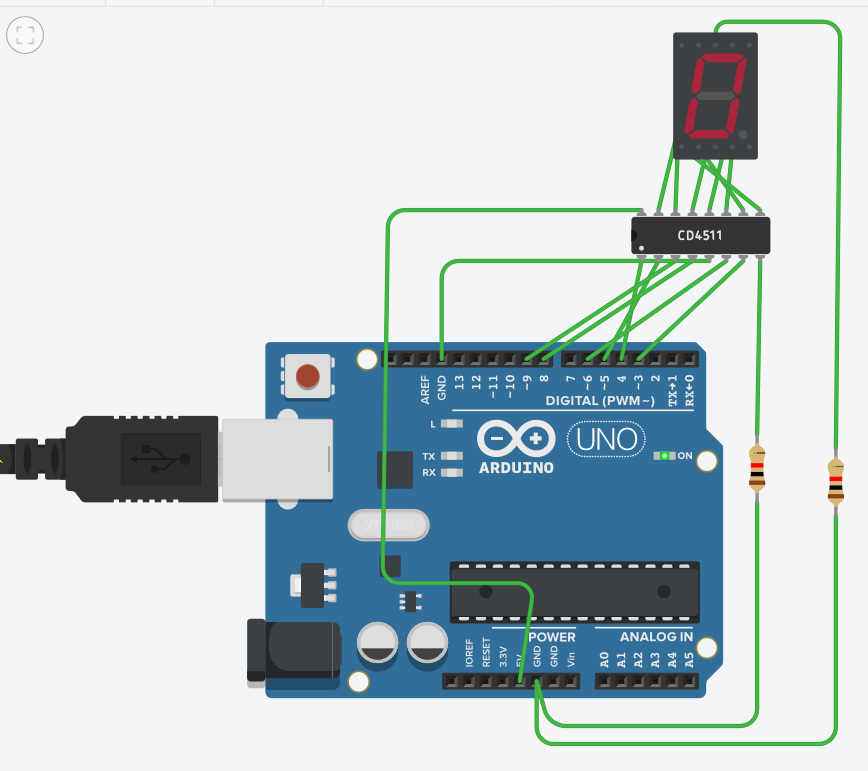 CD4511
AREF
GND
13
12
~11
~10
~9
8
7
~6
~5
4
~3
2
TX→1
RX←0
DIGITAL (PWM~)
L
TX
RX
UNO
ARDUINO
ON
POWER
ANALOG IN
IOREF
RESET
3.3V
5V
GND
GND
Vin
A0
A1
A2
A3
A4
A5